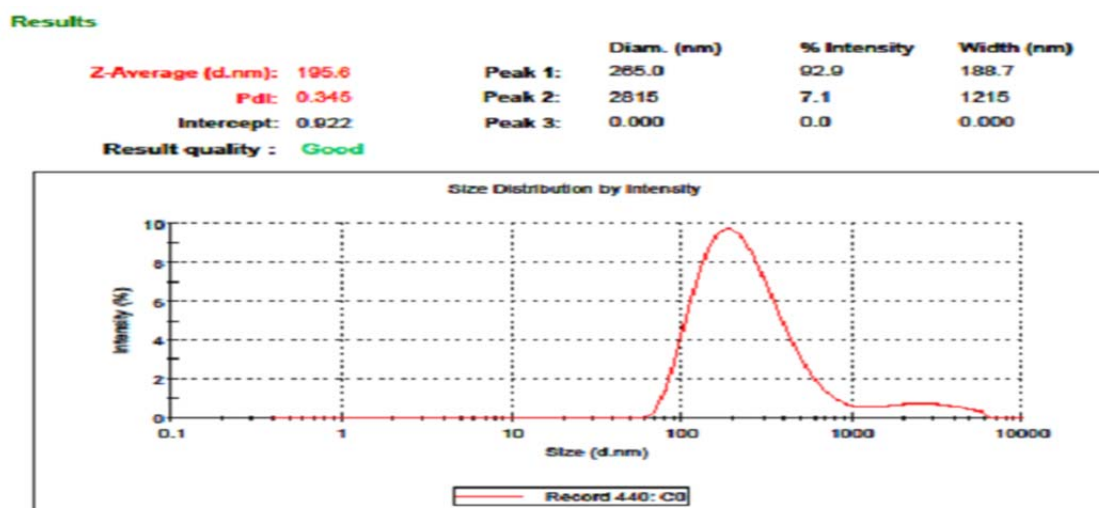 Results
Diam. (nm) % Intensity Width (nm)
Z-Average (d.nm): 195.6 Peak 1: 265.0 92.9 188.7
PdI: 0.345 Peak 2: 2815 7.1 1215
Intercept: 0.922 Peak 3: 0.000 0.0 0.000
Result quality : Good
Size Distribution by Intensity
10
8
6
4
2
0
Intensity (%)
0.1 1 10 100 1000 10000
Size (d.nm)
Record 440: C0